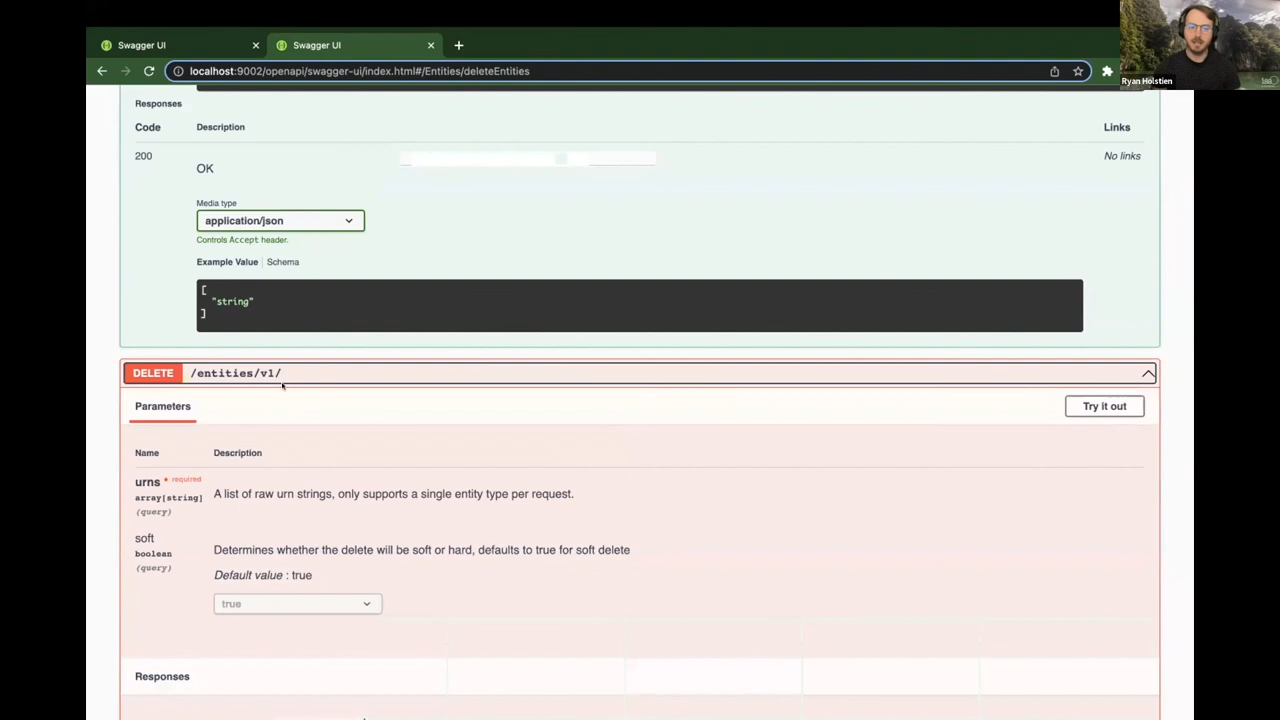 Swagger UI
Swagger UI
localhost:9002/openapi/swagger-ui/index.html#/Entities/deleteEntities
Ryan Holstien
Responses
Code Description Links
200 OK No links
Media type
application/json
Controls Accept header.
Example Value Schema
[
"string"
]
DELETE /entities/v1/
Parameters Try it out
Name Description
urns * required
array[string] A list of raw urn strings, only supports a single entity type per request.
(query)
soft
boolean Determines whether the delete will be soft or hard, defaults to true for soft delete
(query)
Default value : true
true
Responses